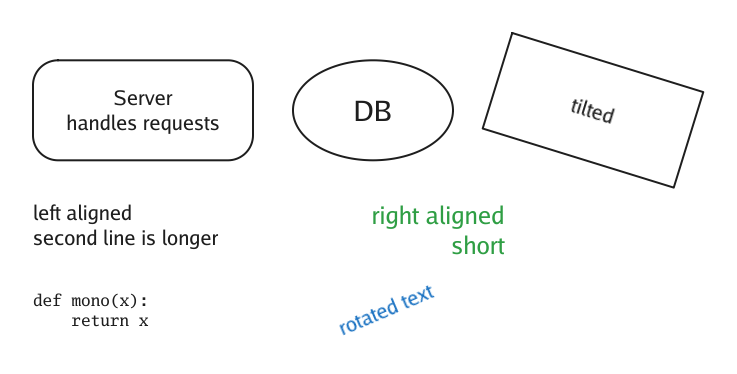 Server
handles requests
DB
tilted
left aligned
second line is longer
right aligned
short
def mono(x):
    return x
rotated text